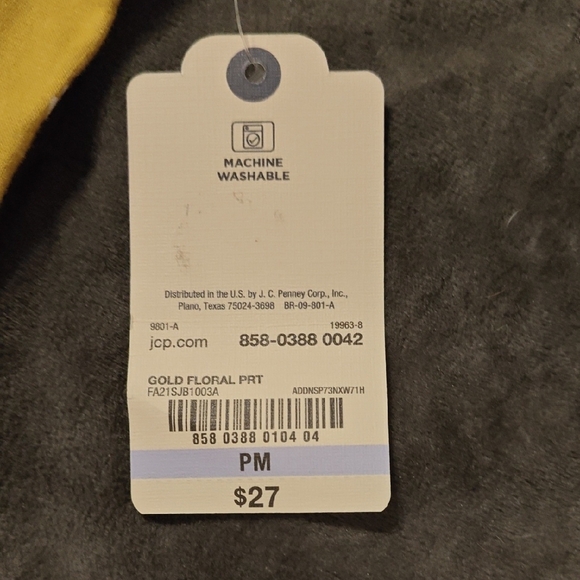 MACHINE
WASHABLE
Distributed in the U.S. by J. C. Penney Corp., Inc.,
Plano, Texas 75024-3698 BR-09-801-A
9801-A 19963-8
jcp.com 858-0388 0042
GOLD FLORAL PRT
FA21SJB1003A ADDNSP73NXW71H
858 0388 0104 04
PM
$27